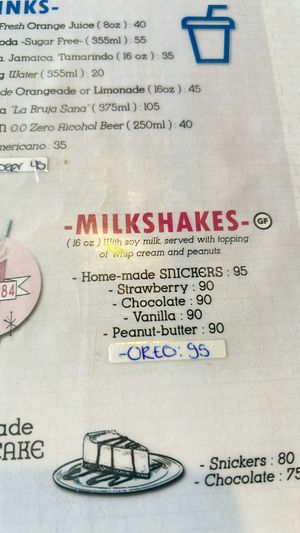 INKS-
Fresh Orange Juice ( 8oz ) : 40
oda -Sugar Free- ( 355ml ) : 55
a, Jamaica, Tamarindo ( 16 oz ) : 35
g Water ( 355ml ) : 20
de Orangeade or Limonade ( 16oz ) : 45
a "La Bruja Sana" ( 375ml ) : 105
n 0.0 Zero Alcohol Beer ( 250ml ) : 40
mericano : 35
45
-MILKSHAKES- GF
( 16 oz ) With soy milk, served with topping
of whip cream and peanuts.
- Home-made SNICKERS : 95
- Strawberry : 90
- Chocolate : 90
- Vanilla : 90
- Peanut-butter : 90
-OREO : 95
84
ade
CAKE
- Snickers : 80
- Chocolate : 75